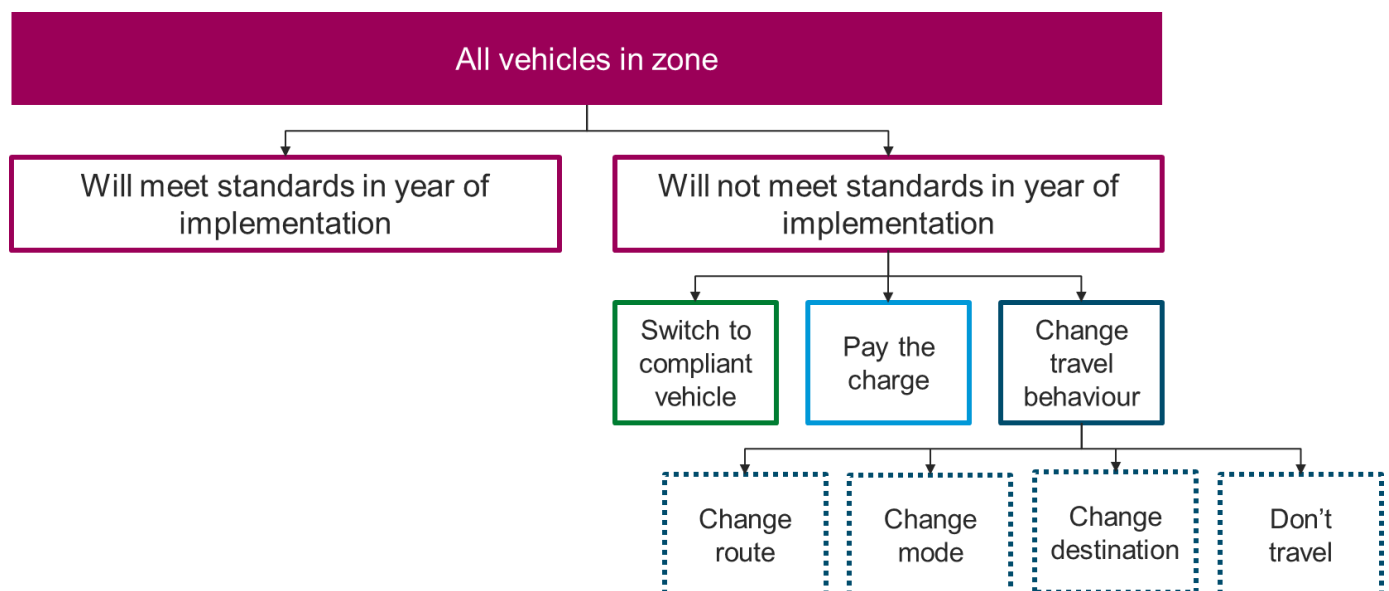 All vehicles in zone
Will meet standards in year of
implementation
Will not meet standards in year of
implementation
Switch to
compliant
vehicle
Pay the
charge
Change
travel
behaviour
Change
route
Change
mode
Change
destination
Don’t
travel